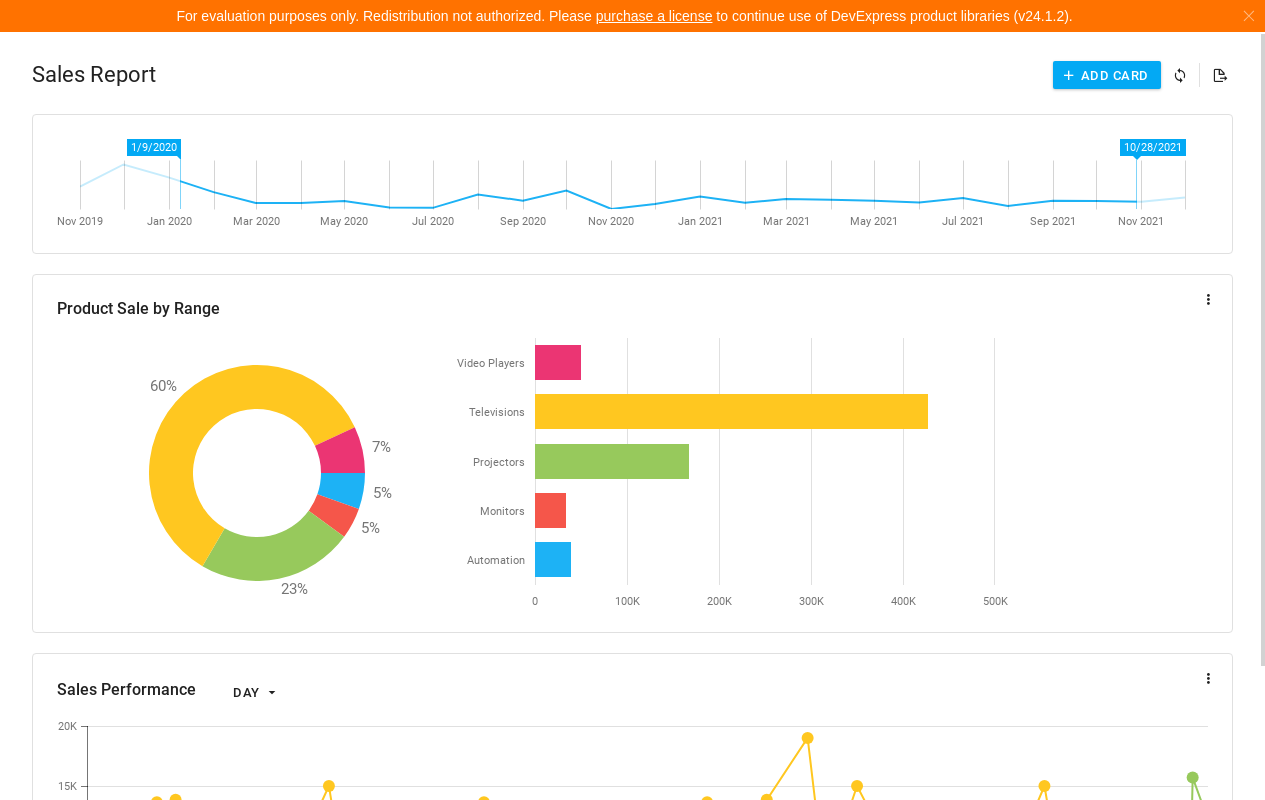 For evaluation purposes only. Redistribution not authorized. Please purchase a license to continue use of DevExpress product libraries (v24.1.2).
Sales Report
ADD CARD
1/9/2020
10/28/2021
Nov 2019 Jan 2020 Mar 2020 May 2020 Jul 2020 Sep 2020 Nov 2020 Jan 2021 Mar 2021 May 2021 Jul 2021 Sep 2021 Nov 2021
Product Sale by Range
60%
7%
5%
5%
23%
Video Players
Televisions
Projectors
Monitors
Automation
0 100K 200K 300K 400K 500K
Sales Performance
DAY
20K
15K